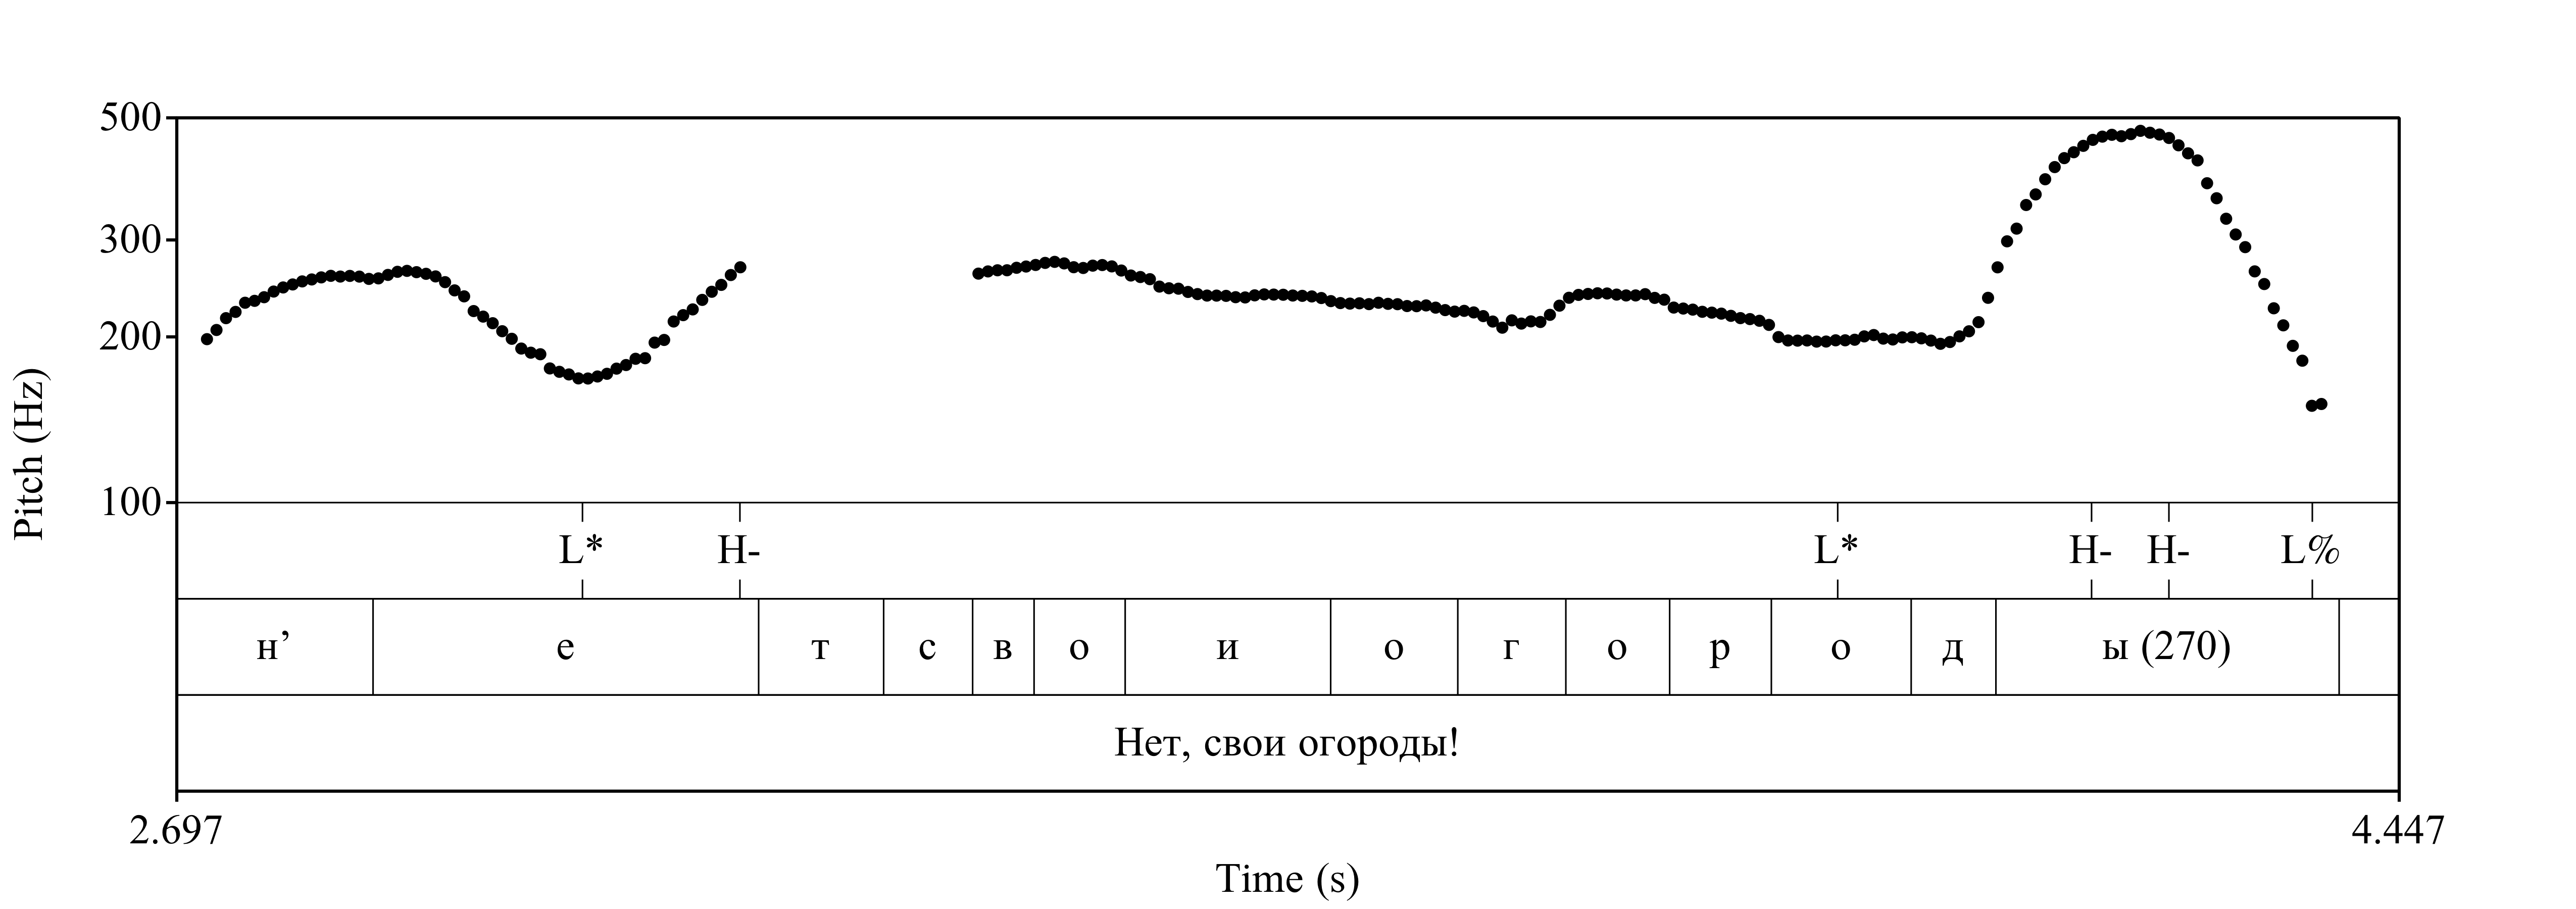 500
300
200
100
Pitch (Hz)
L* H- L* H- H- L%
н’ е т с в о и о г о р о д ы (270)
Нет, свои огороды!
2.697 4.447
Time (s)